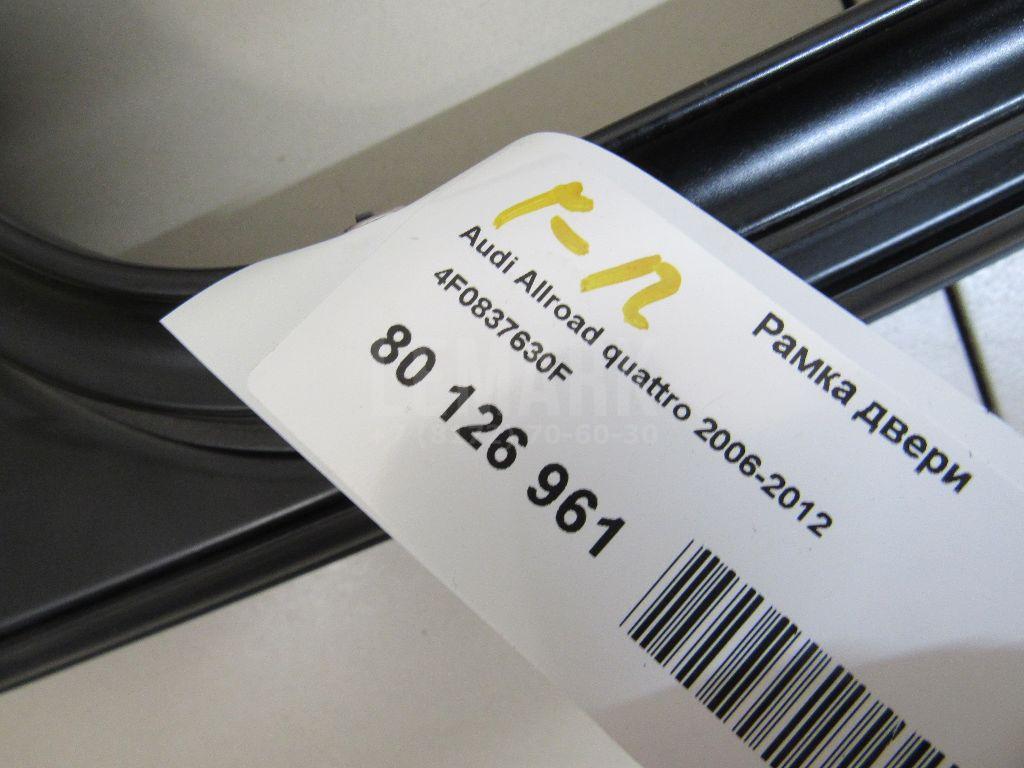 Рамка двери
Audi Allroad quattro 2006-2012
4F0837630F
80 126 961